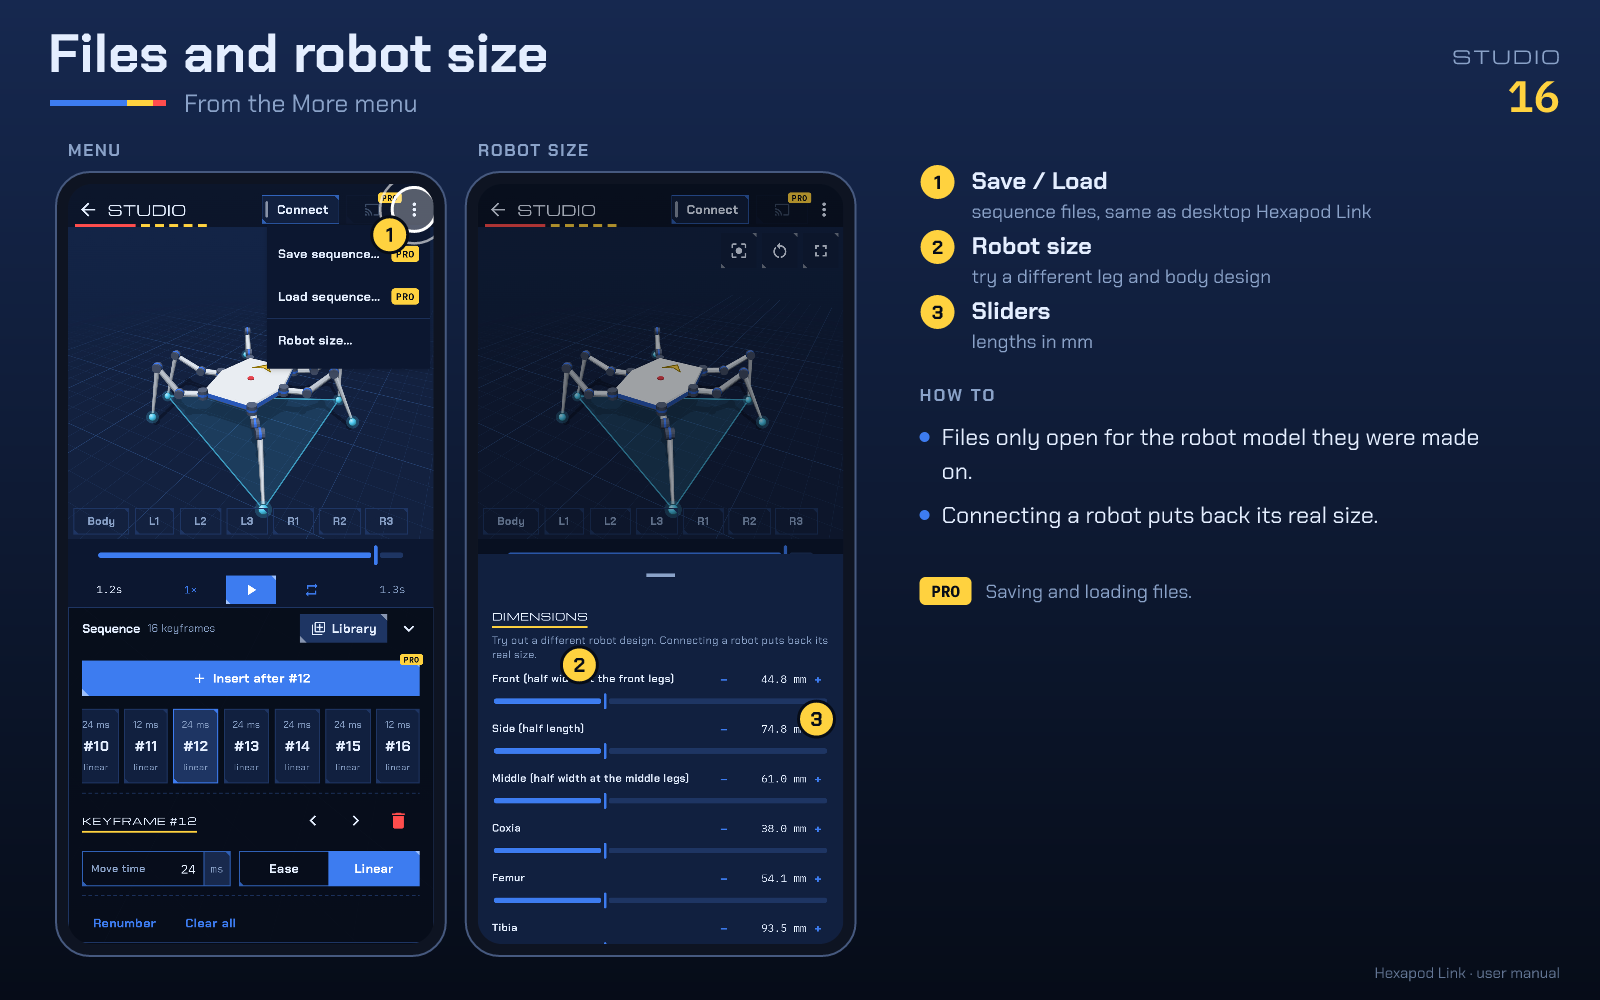 Files and robot size
From the More menu
STUDIO
16
MENU
STUDIO
Connect
PRO
1
Save sequence... PRO
Load sequence... PRO
Robot size...
Body L1 L2 L3 R1 R2 R3
1.2s 1× 1.3s
Sequence 16 keyframes Library
PRO
+ Insert after #12
24 ms 12 ms 24 ms 24 ms 24 ms 24 ms 12 ms
#10 #11 #12 #13 #14 #15 #16
linear linear linear linear linear linear linear
KEYFRAME #12
Move time 24 ms Ease Linear
Renumber Clear all
ROBOT SIZE
STUDIO
Connect
PRO
Body L1 L2 L3 R1 R2 R3
DIMENSIONS
Try out a different robot design. Connecting a robot puts back its
real size.
2
Front (half the front legs) − 44.8 mm +
3
Side (half length) − 74.8
Middle (half width at the middle legs) − 61.0 mm +
Coxia − 38.0 mm +
Femur − 54.1 mm +
Tibia − 93.5 mm +
1 Save / Load
sequence files, same as desktop Hexapod Link
2 Robot size
try a different leg and body design
3 Sliders
lengths in mm
HOW TO
Files only open for the robot model they were made
on.
Connecting a robot puts back its real size.
PRO Saving and loading files.
Hexapod Link · user manual